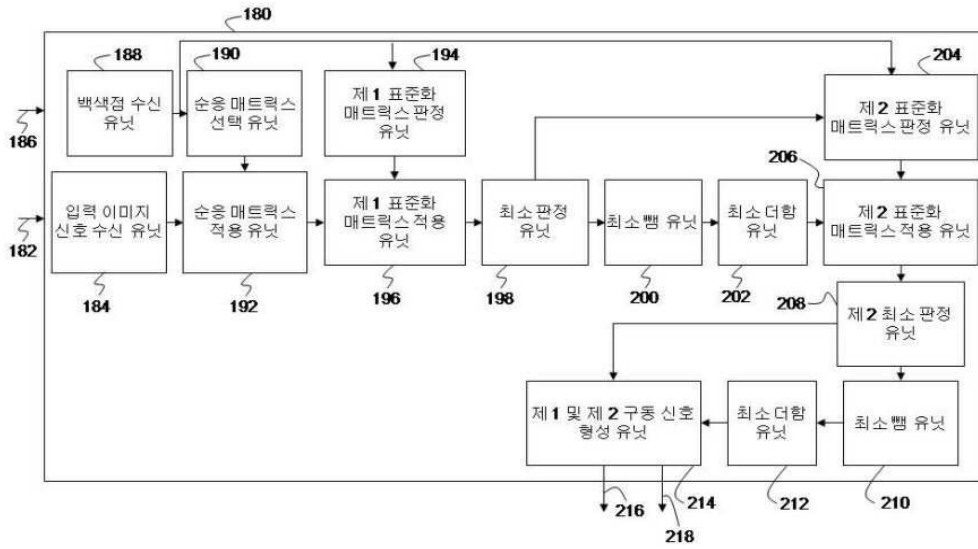 180
188
190
194
204
백색점 수신
유닛
순응 매트릭스
선택 유닛
제1 표준화
매트릭스 판정
유닛
제2 표준화
매트릭스 판정 유닛
186
206
입력 이미지
신호 수신 유닛
순응 매트릭스
적용 유닛
제1 표준화
매트릭스 적용
유닛
최소 판정
유닛
최소 뺌 유닛
최소 더함
유닛
제2 표준화
매트릭스 적용 유닛
182
184
192
196
198
200
202
208
제2 최소 판정
유닛
제1 및 제2 구동 신호
형성 유닛
최소 더함
유닛
최소 뺌 유닛
216
218
214
212
210